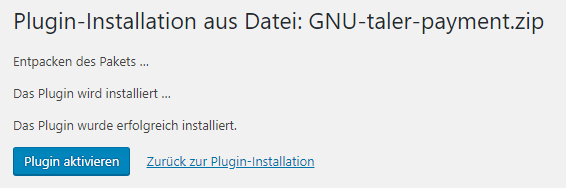 Plugin-Installation aus Datei: GNU-taler-payment.zip
Entpacken des Pakets …
Das Plugin wird installiert …
Das Plugin wurde erfolgreich installiert.
Plugin aktivieren Zurück zur Plugin-Installation